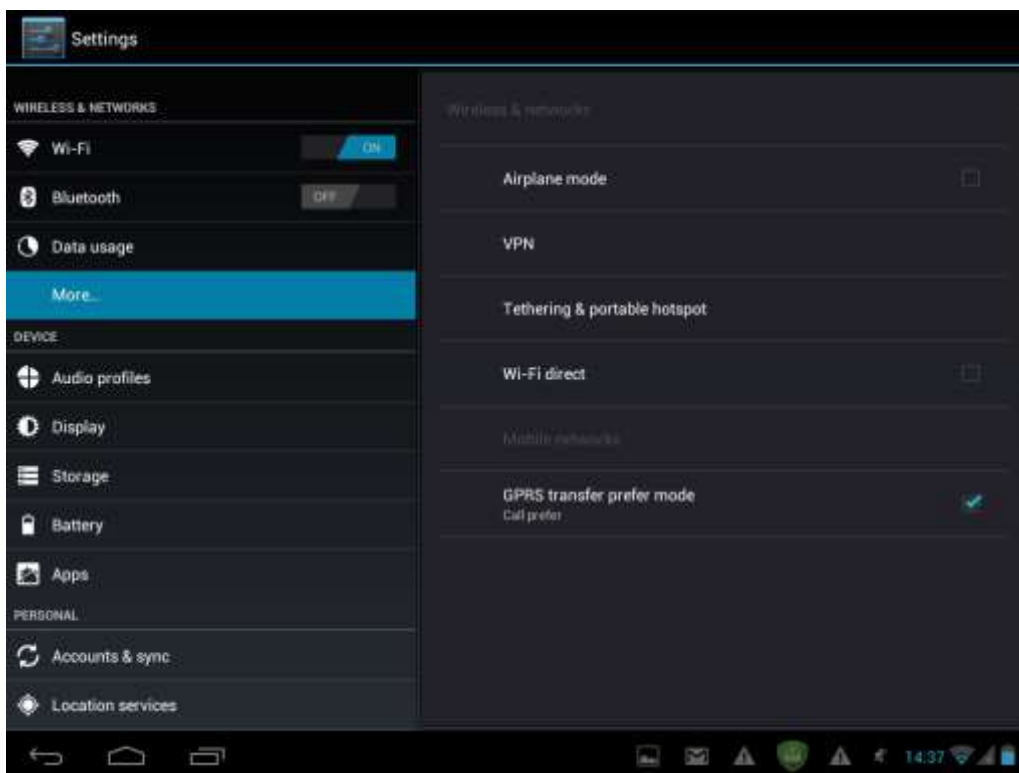 Settings
WIRELESS & NETWORKS
Wi-Fi
ON
Bluetooth
OFF
Data usage
More...
DEVICE
Audio profiles
Display
Storage
Battery
Apps
PERSONAL
Accounts & sync
Location services
Wireless & networks
Airplane mode
VPN
Tethering & portable hotspot
Wi-Fi direct
Mobile networks
GPRS transfer prefer mode
Call prefer
14:37